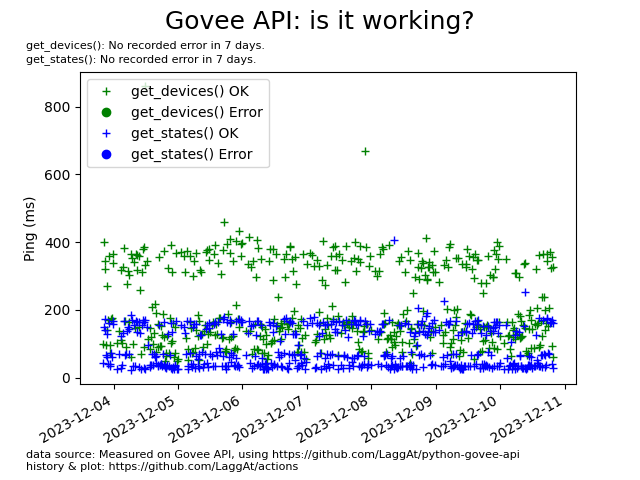 Govee API: is it working?
get_devices(): No recorded error in 7 days.
get_states(): No recorded error in 7 days.
get_devices() OK
get_devices() Error
get_states() OK
get_states() Error
Ping (ms)
800
600
400
200
0
2023-12-04
2023-12-05
2023-12-06
2023-12-07
2023-12-08
2023-12-09
2023-12-10
2023-12-11
data source: Measured on Govee API, using https://github.com/LaggAt/python-govee-api
history & plot: https://github.com/LaggAt/actions